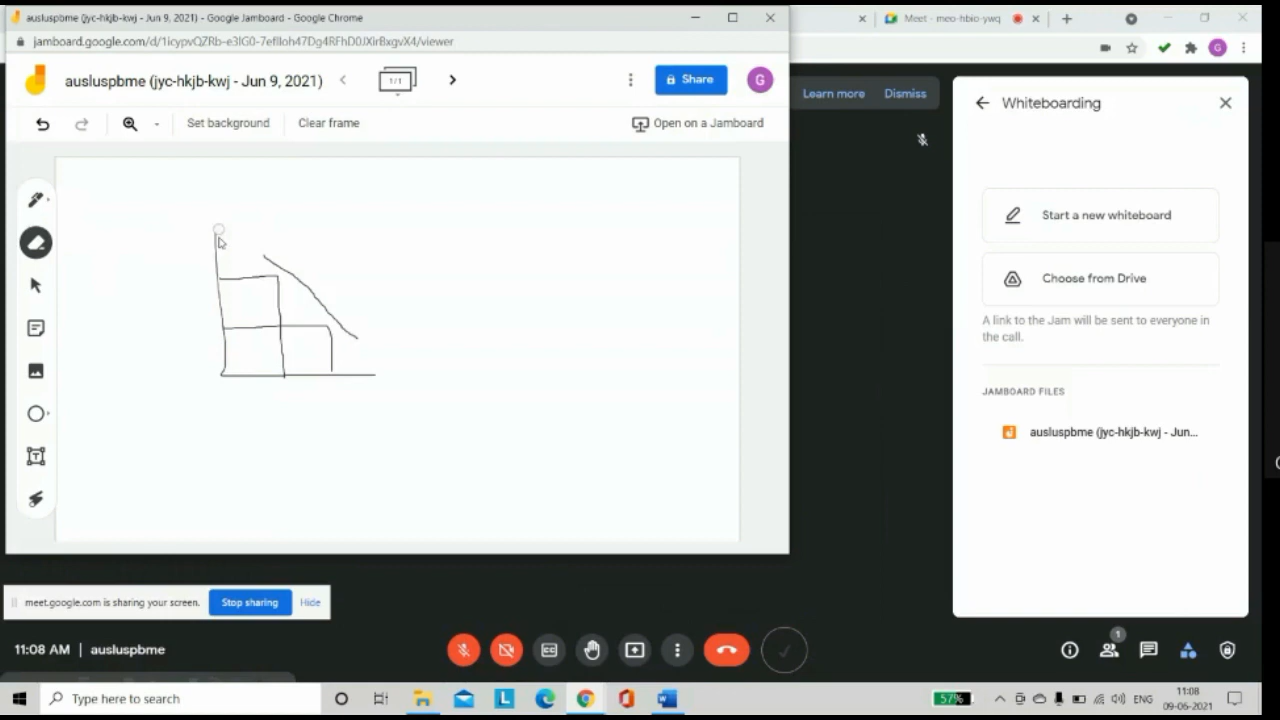 ausluspbme (jyc-hkjb-kwj - Jun 9, 2021) - Google Jamboard - Google Chrome
Meet - meo-hbio-ywq
jamboard.google.com/d/1icypvQZRb-e3lG0-7eflloh47Dg4RFhD0JXirBxgvX4/viewer
G
ausluspbme (jyc-hkjb-kwj - Jun 9, 2021)
1/1
Share
G
Learn more
Dismiss
Whiteboarding
Set background
Clear frame
Open on a Jamboard
Start a new whiteboard
Choose from Drive
A link to the Jam will be sent to everyone in
the call.
JAMBOARD FILES
ausluspbme (jyc-hkjb-kwj - Jun...
meet.google.com is sharing your screen.
Stop sharing
Hide
11:08 AM | ausluspbme
1
Type here to search
57%
ENG
11:08
09-06-2021